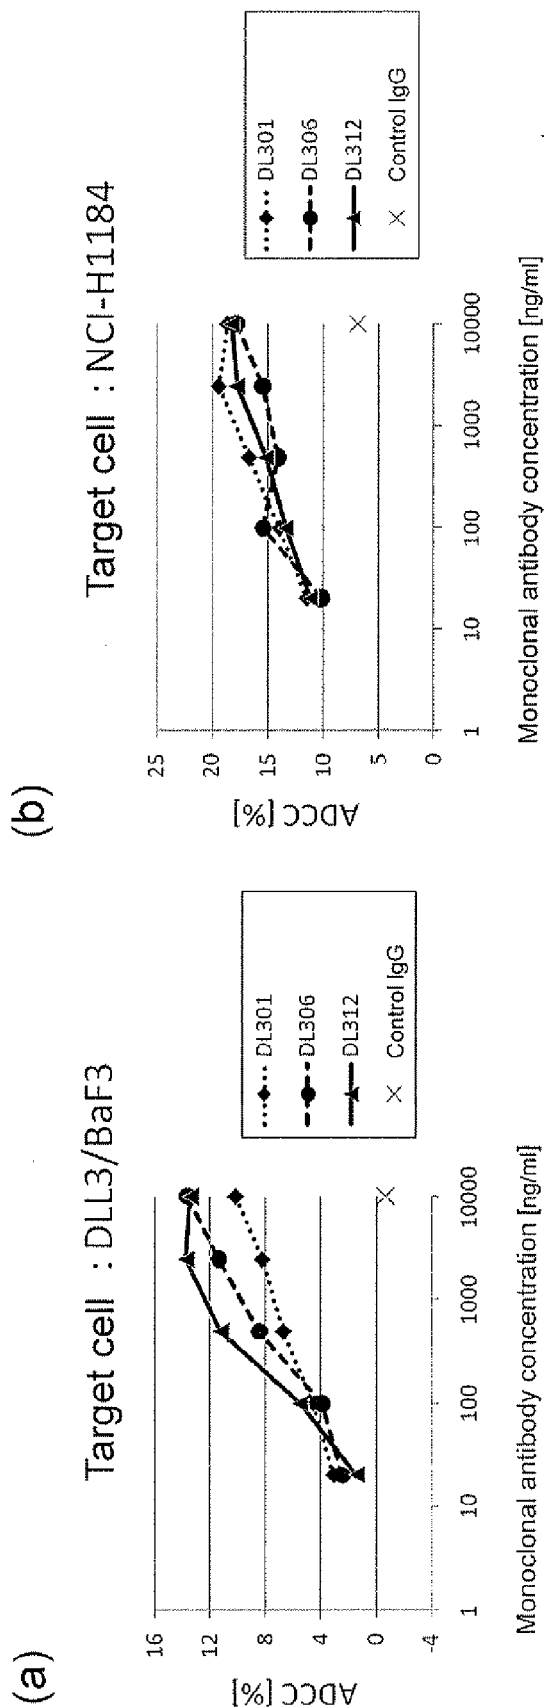 (a)
Target cell : DLL3/BaF3
ADCC [%]
16
12
8
4
0
-4
1
10
100
1000
10000
Monoclonal antibody concentration [ng/ml]
DL301
DL306
DL312
Control IgG
(b)
Target cell : NCI-H1184
ADCC [%]
25
20
15
10
5
0
1
10
100
1000
10000
Monoclonal antibody concentration [ng/ml]
DL301
DL306
DL312
Control IgG